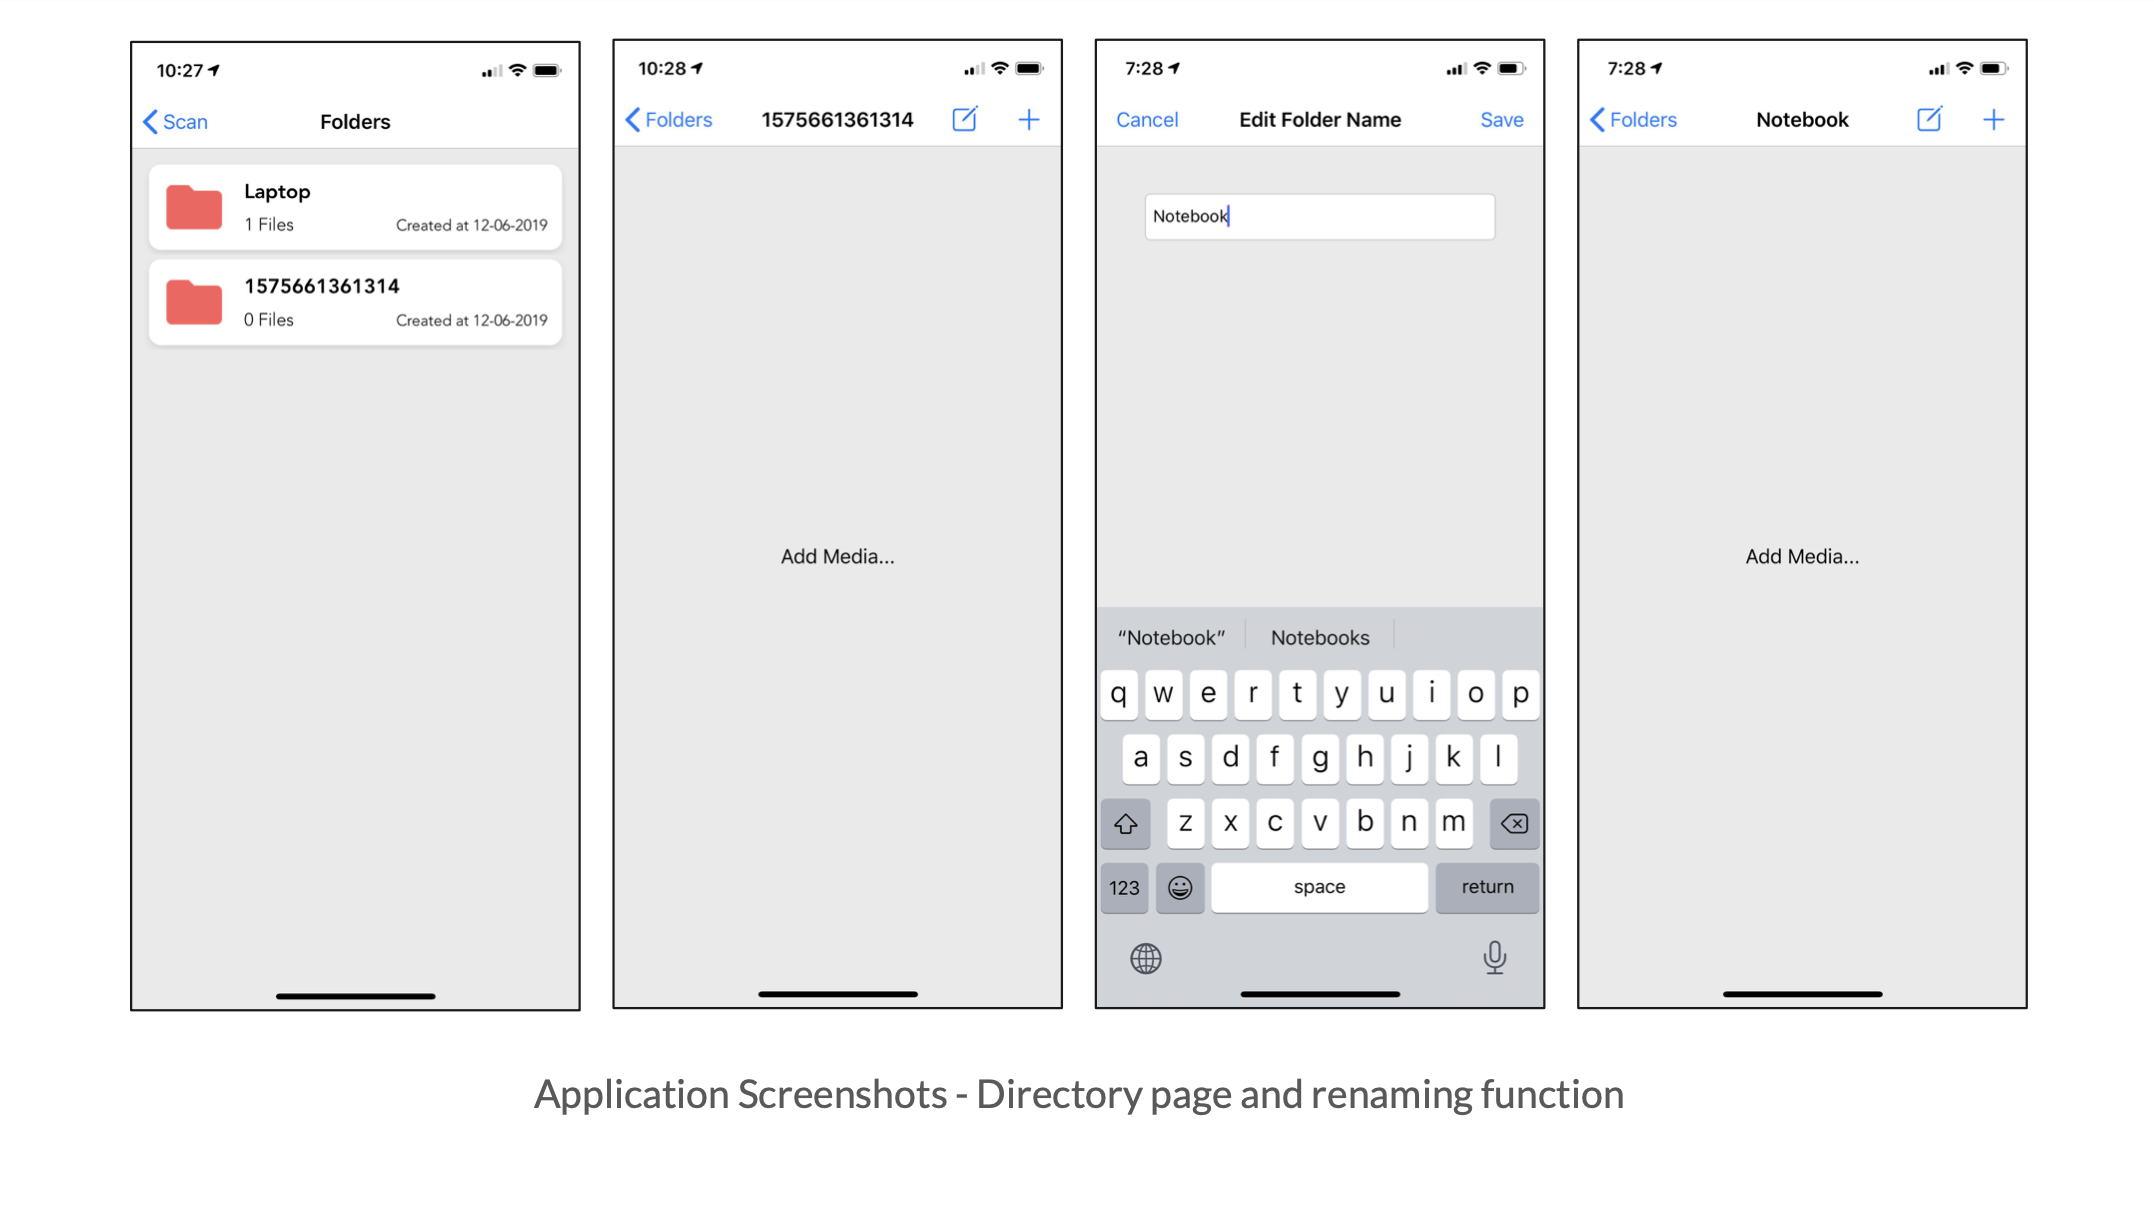 10:27
Scan
Folders
Laptop
1 Files
Created at 12-06-2019
1575661361314
0 Files
Created at 12-06-2019
10:28
Folders
1575661361314
Add Media...
7:28
Cancel
Edit Folder Name
Save
Notebook
“Notebook”
Notebooks
q w e r t y u i o p
a s d f g h j k l
z x c v b n m
123
space
return
7:28
Folders
Notebook
Add Media...
Application Screenshots - Directory page and renaming function